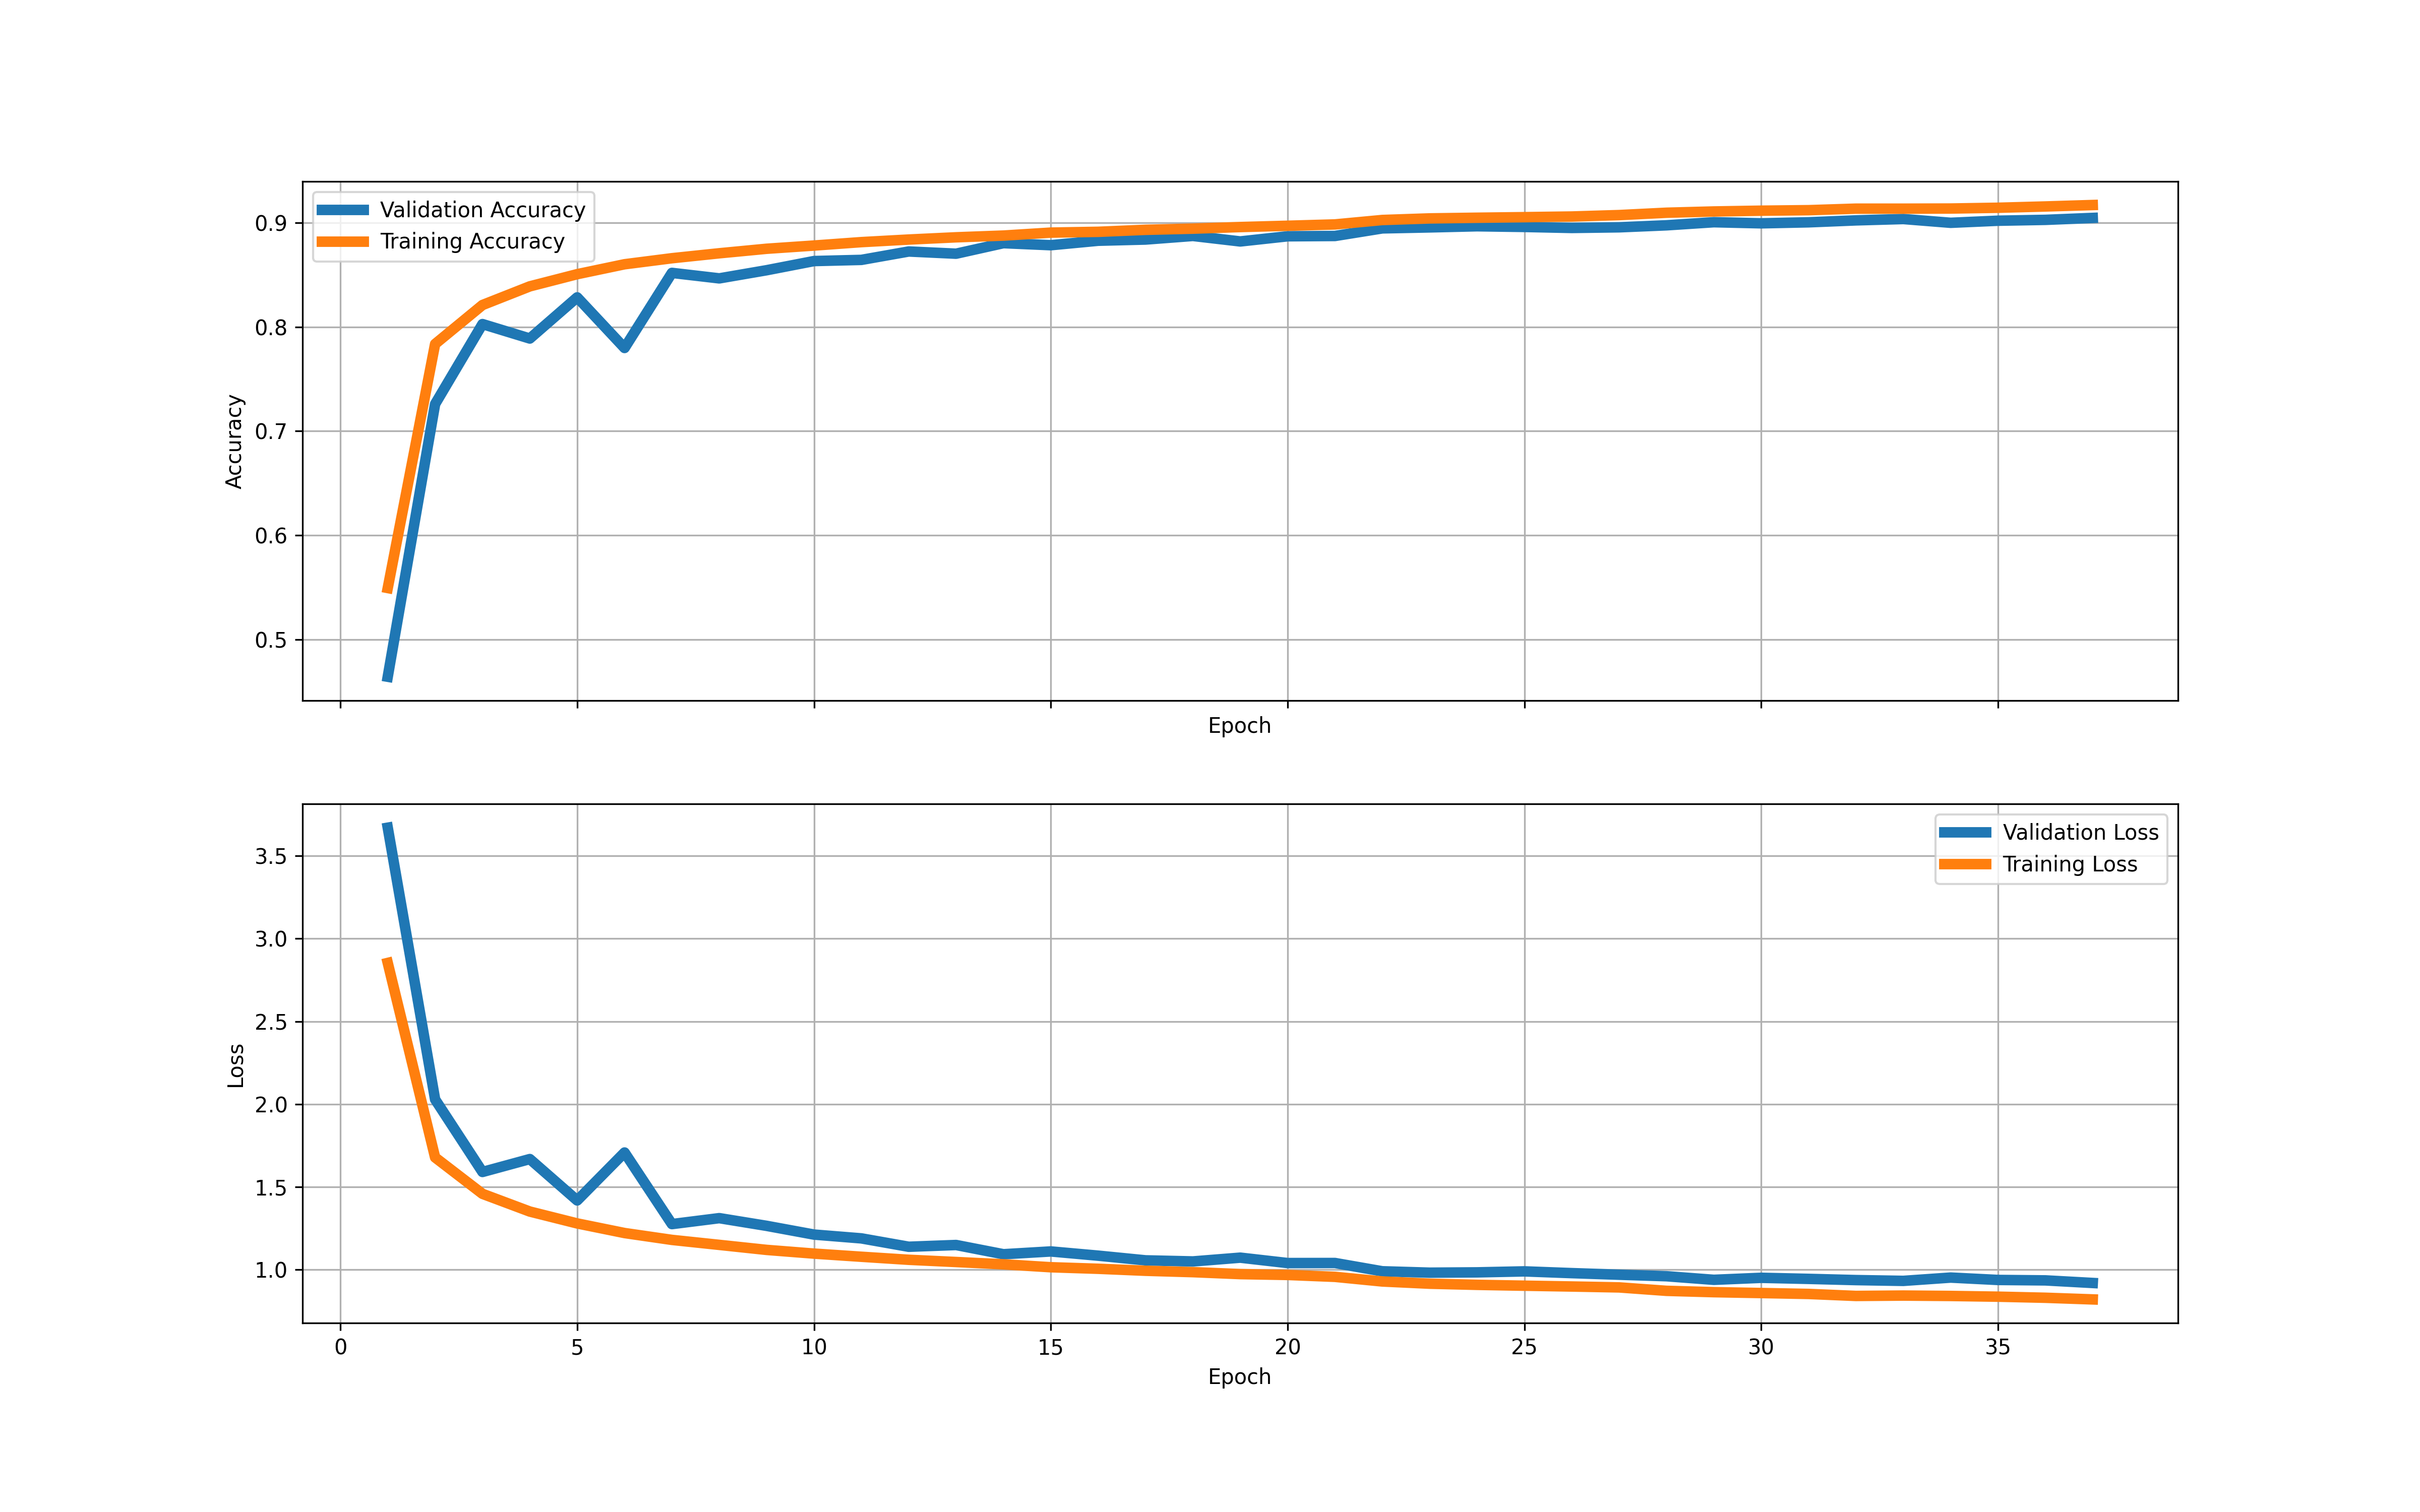 Validation Accuracy
Training Accuracy
0.9
0.8
0.7
0.6
0.5
Accuracy
Epoch
Validation Loss
Training Loss
3.5
3.0
2.5
2.0
1.5
1.0
Loss
0 5 10 15 20 25 30 35
Epoch